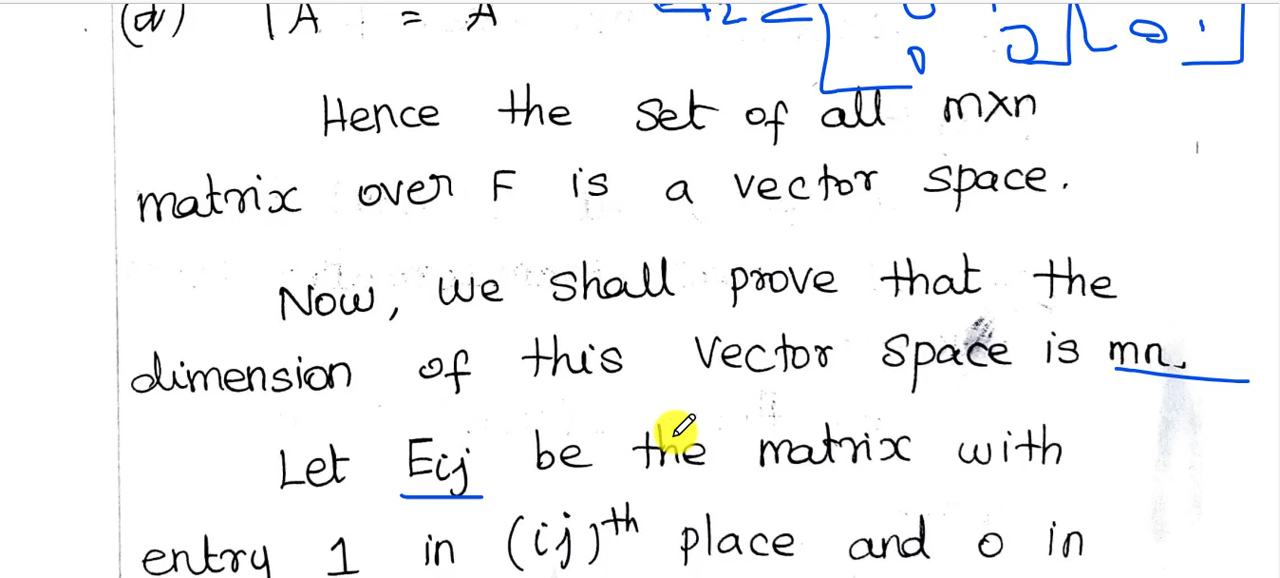 (d) 1A = A
Hence the set of all mxn
matrix over F is a vector space.
Now, we shall prove that the
dimension of this vector space is mn.
Let Eij be the matrix with
entry 1 in (ij)th place and 0 in